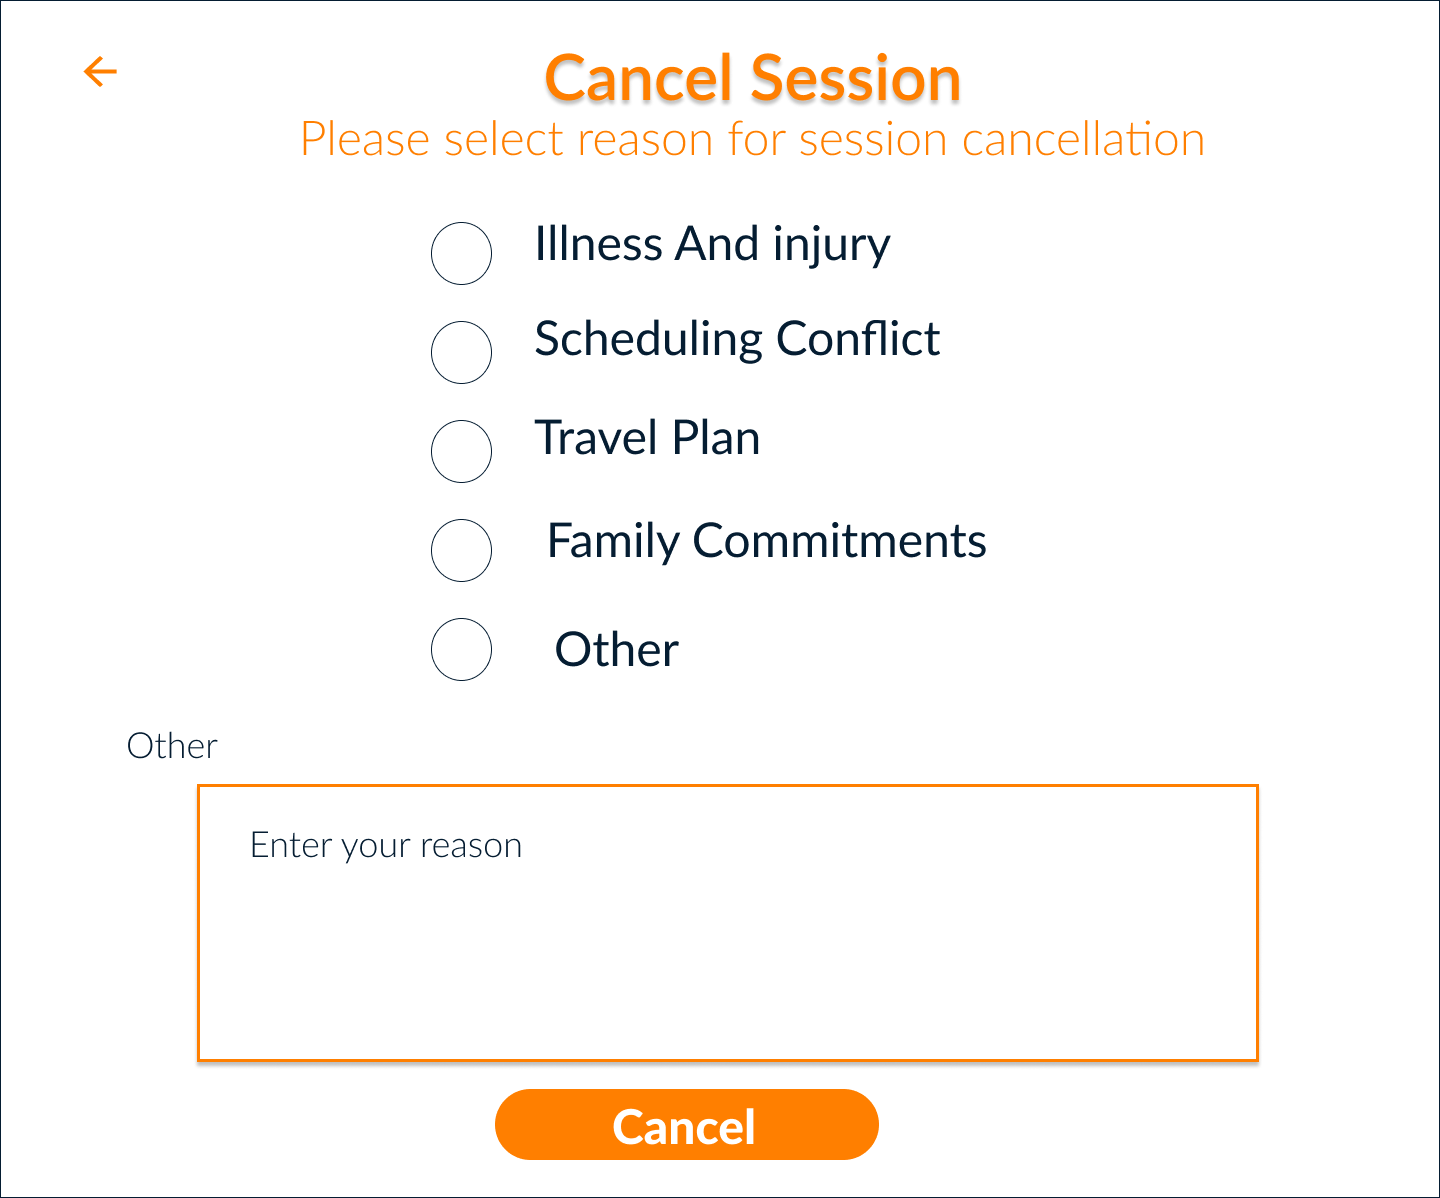 Cancel Session
Please select reason for session cancellation
Illness And injury
Scheduling Conflict
Travel Plan
Family Commitments
Other
Other
Enter your reason
Cancel